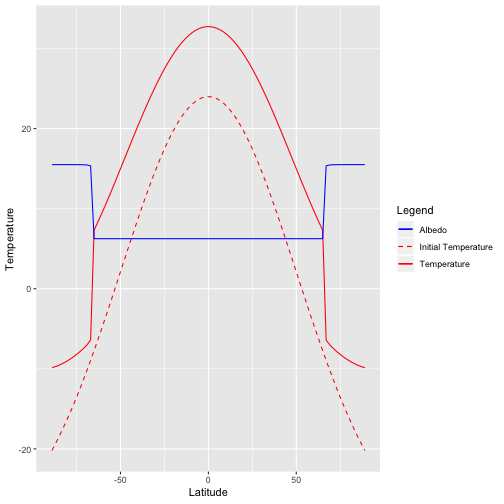 20
0
-20
Temperature
-50
0
50
Latitude
Legend
Albedo
Initial Temperature
Temperature